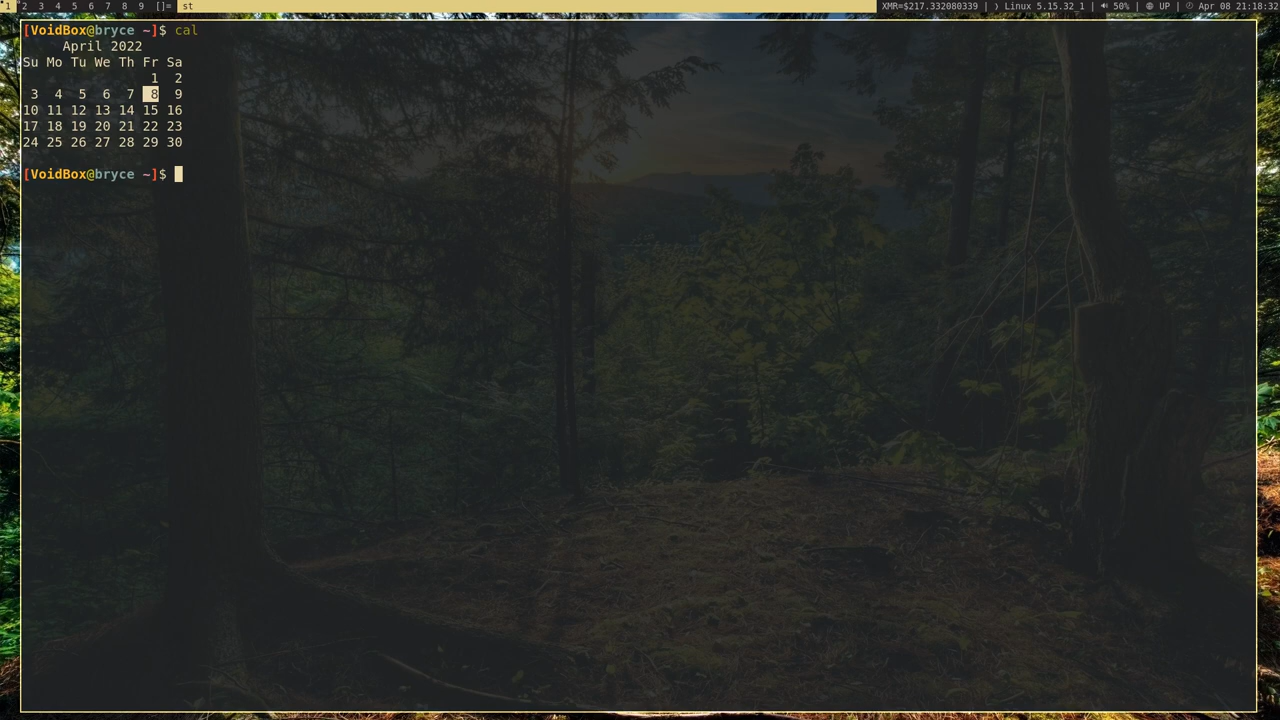 1 2 3 4 5 6 7 8 9 []= st XMR=$217.332080339 | Linux 5.15.32_1 | 50% | UP | Apr 08 21:18:32
[VoidBox@bryce ~]$ cal
     April 2022
Su Mo Tu We Th Fr Sa
                1  2
 3  4  5  6  7  8  9
10 11 12 13 14 15 16
17 18 19 20 21 22 23
24 25 26 27 28 29 30
[VoidBox@bryce ~]$